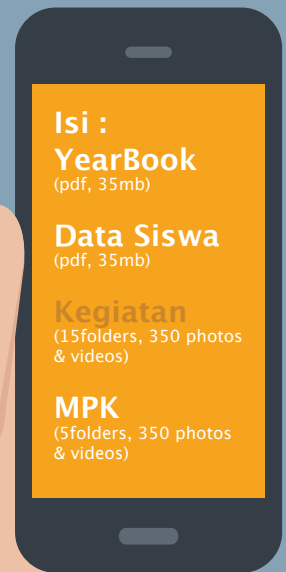 Isi :
YearBook
(pdf, 35mb)
Data Siswa
(pdf, 35mb)
Kegiatan
(15folders, 350 photos
& videos)
MPK
(5folders, 350 photos
& videos)